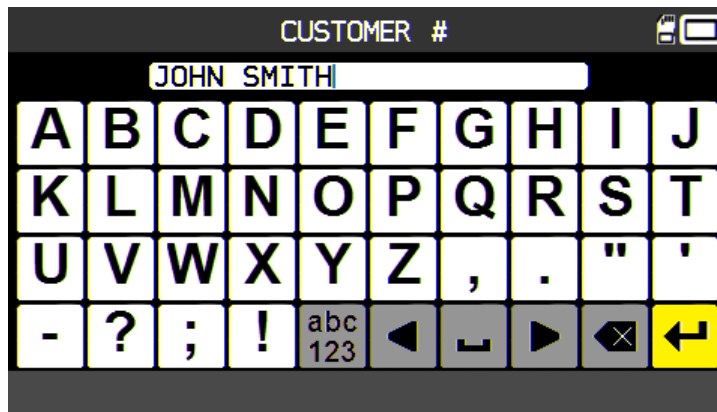 CUSTOMER #
JOHN SMITH
A B C D E F G H I J
K L M N O P Q R S T
U V W X Y Z , . " '
- ? ; ! abc
123